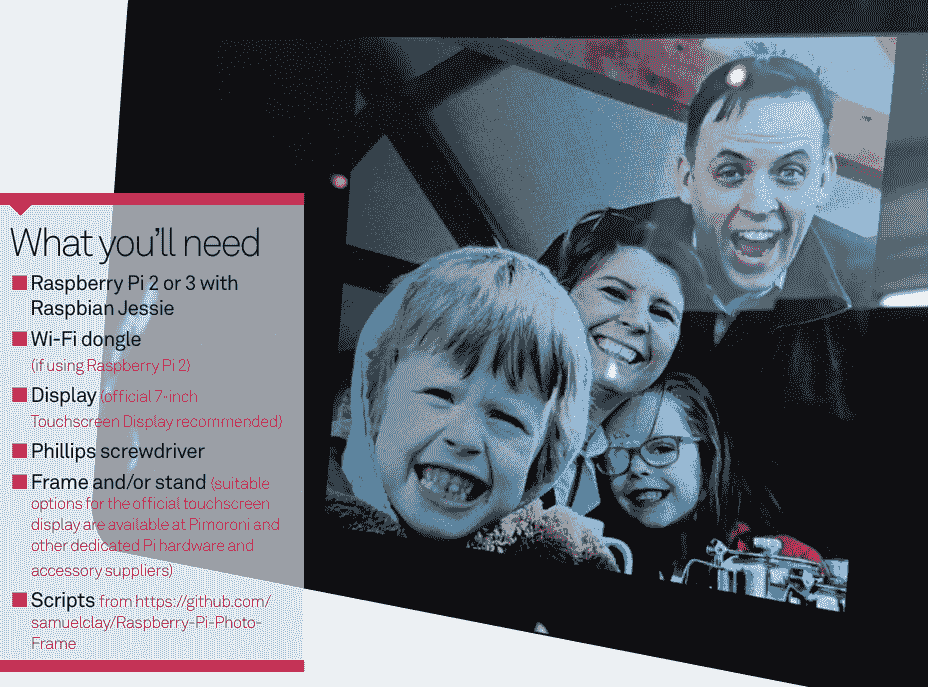 What you'll need
Raspberry Pi 2 or 3 with
Raspbian Jessie
Wi-Fi dongle
(if using Raspberry Pi 2)
Display (official 7-inch
Touchscreen Display recommended)
Phillips screwdriver
Frame and/or stand (suitable
options for the official touchscreen
display are available at Pimoroni and
other dedicated Pi hardware and
accessory suppliers)
Scripts from https://github.com/
samuelclay/Raspberry-Pi-Photo-
Frame